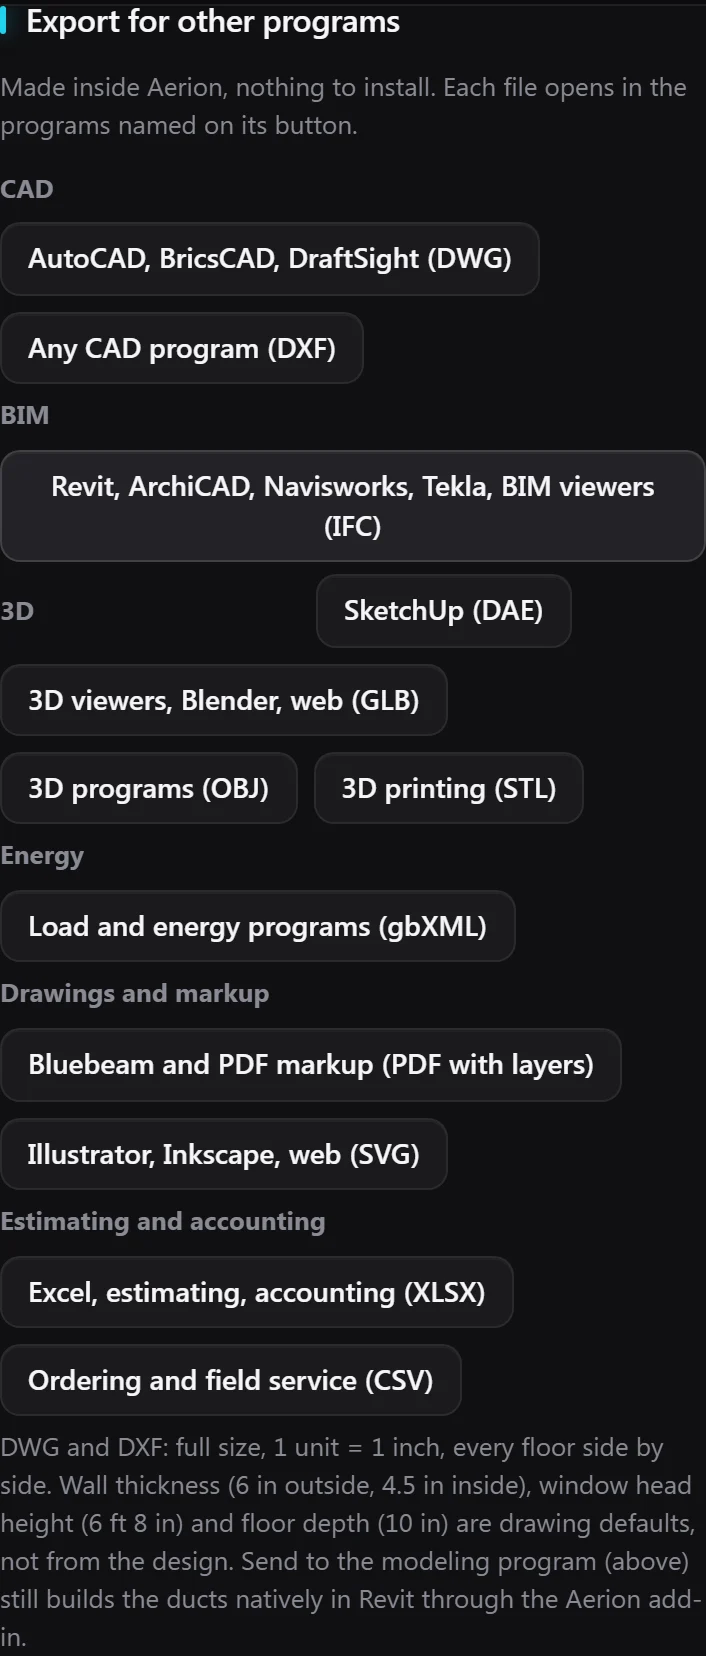 Export for other programs
Made inside Aerion, nothing to install. Each file opens in the
programs named on its button.
CAD
AutoCAD, BricsCAD, DraftSight (DWG)
Any CAD program (DXF)
BIM
Revit, ArchiCAD, Navisworks, Tekla, BIM viewers
(IFC)
3D
SketchUp (DAE)
3D viewers, Blender, web (GLB)
3D programs (OBJ)
3D printing (STL)
Energy
Load and energy programs (gbXML)
Drawings and markup
Bluebeam and PDF markup (PDF with layers)
Illustrator, Inkscape, web (SVG)
Estimating and accounting
Excel, estimating, accounting (XLSX)
Ordering and field service (CSV)
DWG and DXF: full size, 1 unit = 1 inch, every floor side by
side. Wall thickness (6 in outside, 4.5 in inside), window head
height (6 ft 8 in) and floor depth (10 in) are drawing defaults,
not from the design. Send to the modeling program (above)
still builds the ducts natively in Revit through the Aerion add-
in.